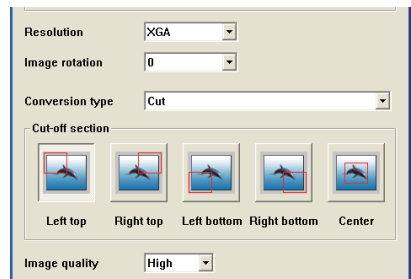 Resolution XGA
Image rotation 0
Conversion type Cut
Cut-off section
Left top Right top Left bottom Right bottom Center
Image quality High